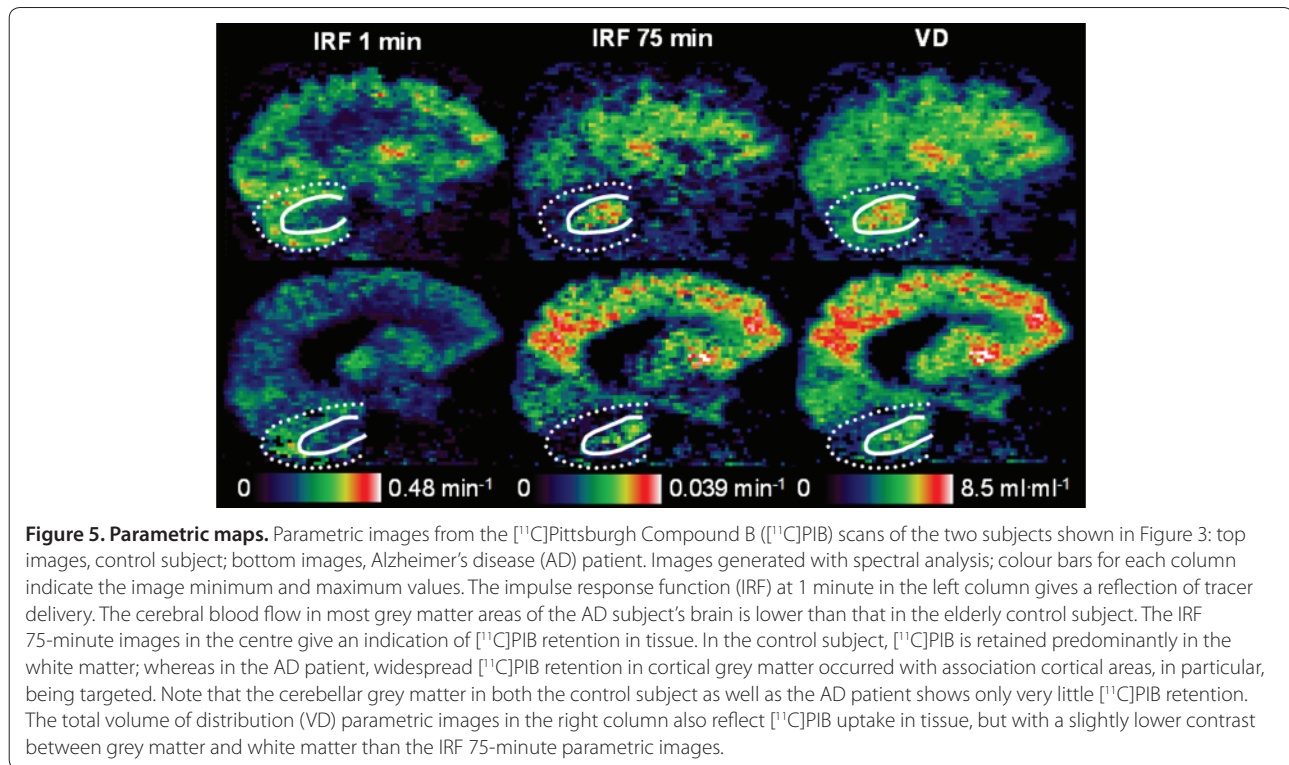 IRF 1 min IRF 75 min VD
0 0.48 min⁻¹ 0 0.039 min⁻¹ 0 8.5 ml·ml⁻¹
Figure 5. Parametric maps. Parametric images from the [¹¹C]Pittsburgh Compound B ([¹¹C]PIB) scans of the two subjects shown in Figure 3: top
images, control subject; bottom images, Alzheimer's disease (AD) patient. Images generated with spectral analysis; colour bars for each column
indicate the image minimum and maximum values. The impulse response function (IRF) at 1 minute in the left column gives a reflection of tracer
delivery. The cerebral blood flow in most grey matter areas of the AD subject's brain is lower than that in the elderly control subject. The IRF
75-minute images in the centre give an indication of [¹¹C]PIB retention in tissue. In the control subject, [¹¹C]PIB is retained predominantly in the
white matter; whereas in the AD patient, widespread [¹¹C]PIB retention in cortical grey matter occurred with association cortical areas, in particular,
being targeted. Note that the cerebellar grey matter in both the control subject as well as the AD patient shows only very little [¹¹C]PIB retention.
The total volume of distribution (VD) parametric images in the right column also reflect [¹¹C]PIB uptake in tissue, but with a slightly lower contrast
between grey matter and white matter than the IRF 75-minute parametric images.